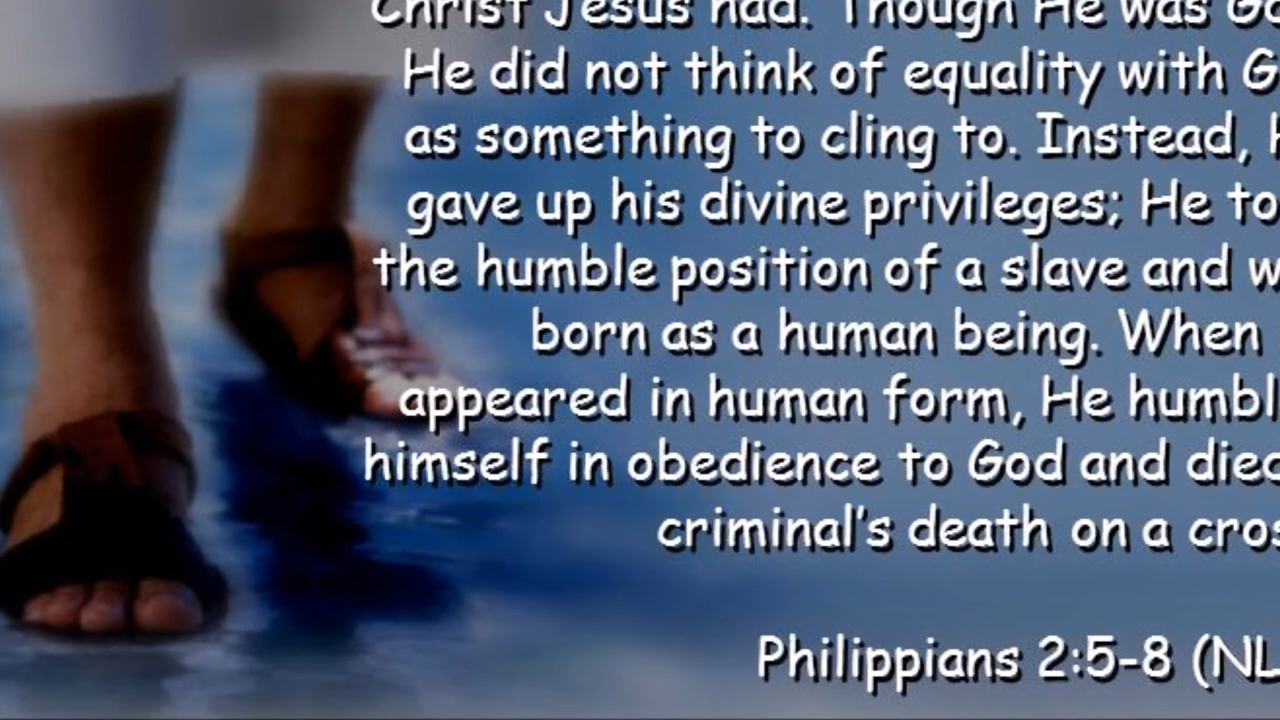 Christ Jesus had. Though He was Go
He did not think of equality with G
as something to cling to. Instead, h
gave up his divine privileges; He to
the humble position of a slave and w
born as a human being. When
appeared in human form, He humbl
himself in obedience to God and died
criminal's death on a cros
Philippians 2:5-8 (NL